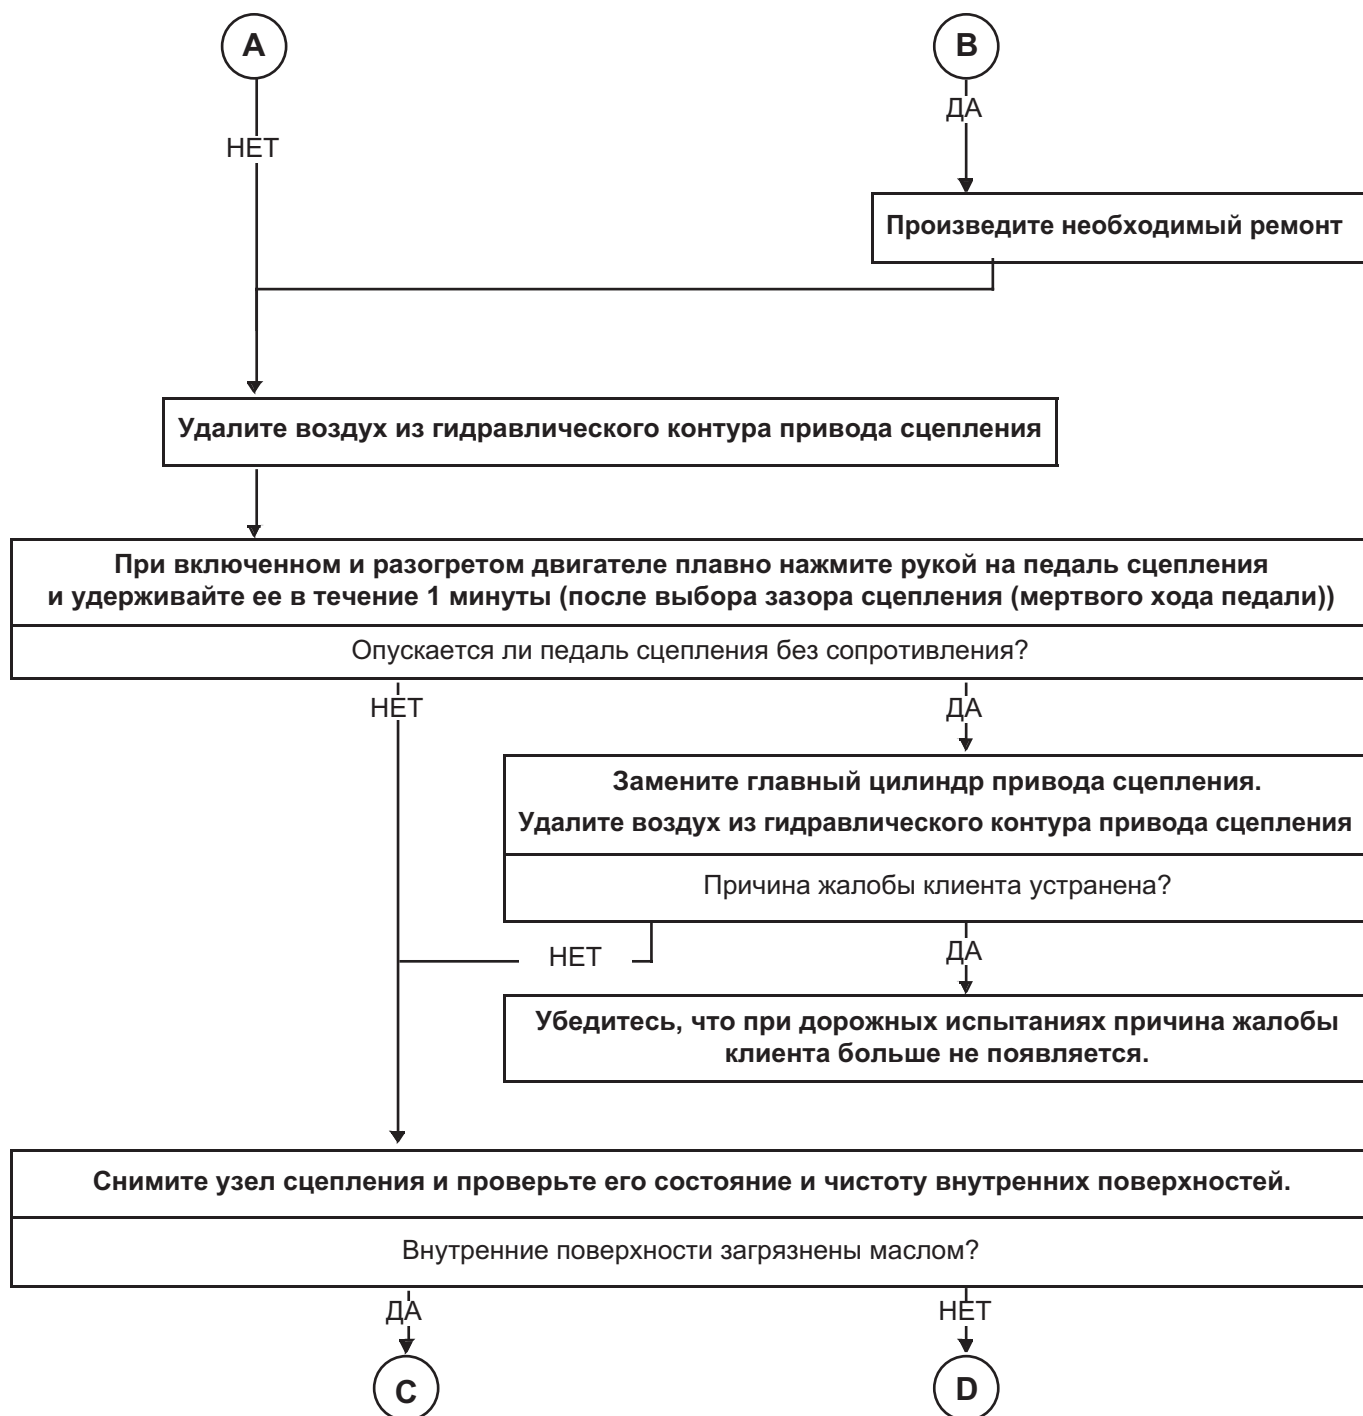 A
B
НЕТ
ДА
Произведите необходимый ремонт
Удалите воздух из гидравлического контура привода сцепления
При включенном и разогретом двигателе плавно нажмите рукой на педаль сцепления
и удерживайте ее в течение 1 минуты (после выбора зазора сцепления (мертвого хода педали))
Опускается ли педаль сцепления без сопротивления?
НЕТ
ДА
Замените главный цилиндр привода сцепления.
Удалите воздух из гидравлического контура привода сцепления
Причина жалобы клиента устранена?
НЕТ
ДА
Убедитесь, что при дорожных испытаниях причина жалобы
клиента больше не появляется.
Снимите узел сцепления и проверьте его состояние и чистоту внутренних поверхностей.
Внутренние поверхности загрязнены маслом?
ДА
НЕТ
C
D